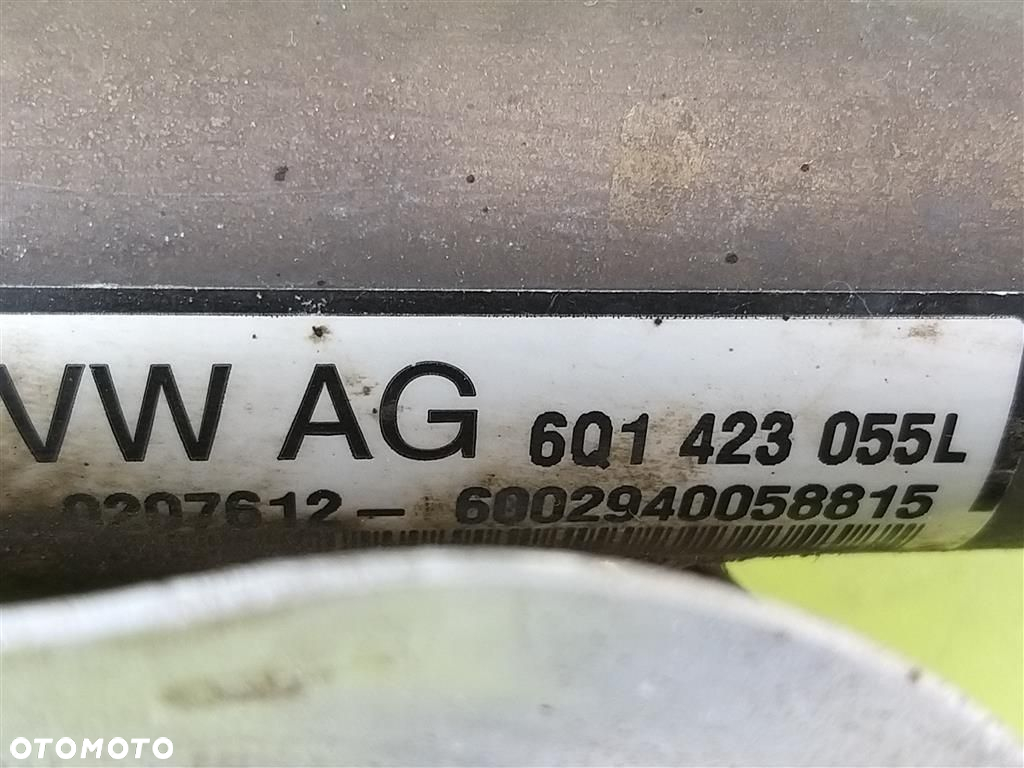 VW AG 6Q1 423 055L
0207612- 6002940058815
OTOMOTO